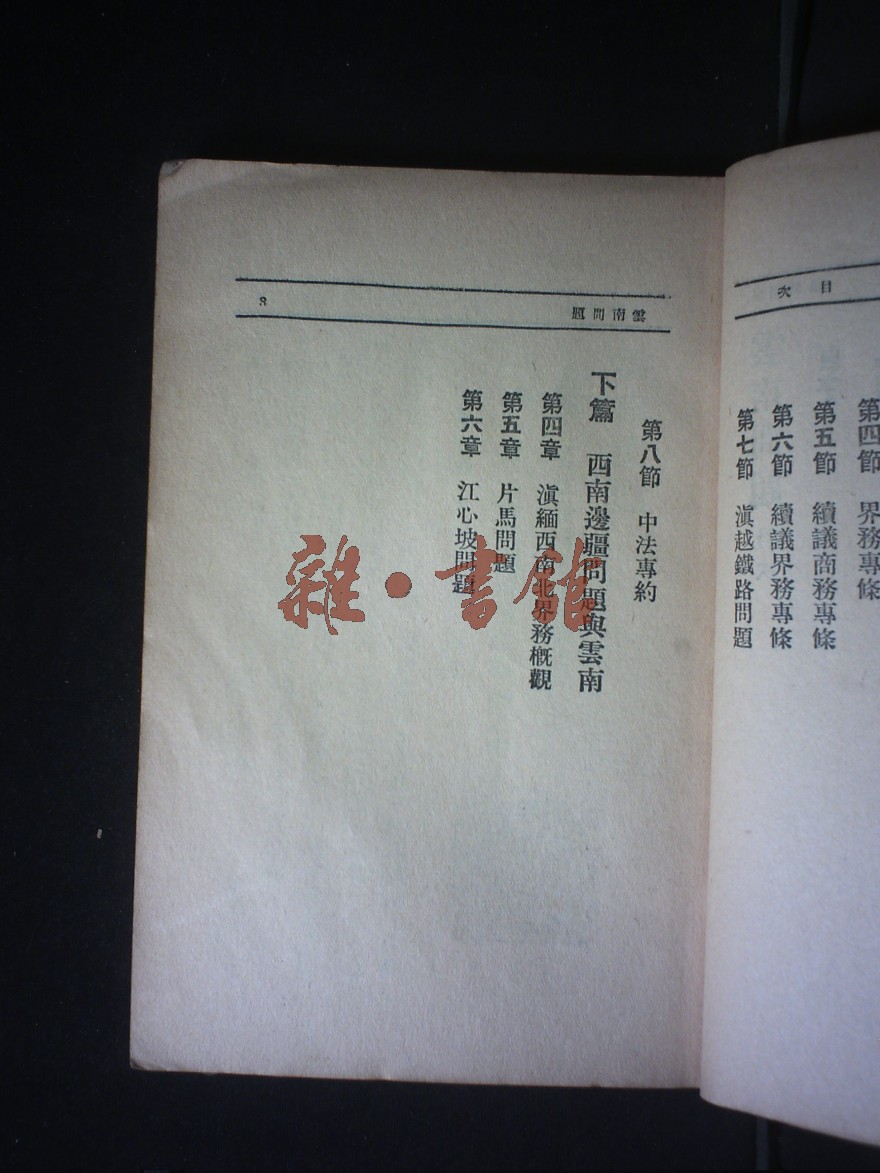 目次
第四節 界務專條
第五節 續議商務專條
第六節 續議界務專條
第七節 滇越鐵路問題
雲南問題
3
第八節 中法專約
下篇 西南邊疆問題與雲南
第四章 滇緬西南北界務概觀
第五章 片馬問題
第六章 江心坡問題
雜·書館